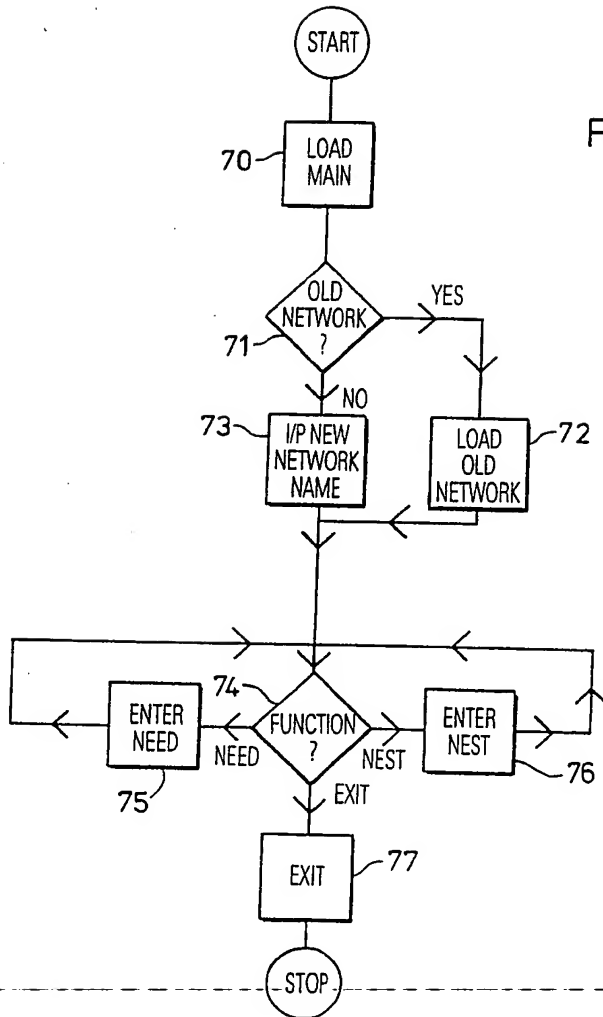 START
70
LOAD
MAIN
F
OLD
NETWORK
?
71
YES
NO
73
I/P NEW
NETWORK
NAME
72
LOAD
OLD
NETWORK
74
ENTER
NEED
75
NEED
FUNCTION
?
NEST
ENTER
NEST
76
EXIT
EXIT
77
STOP